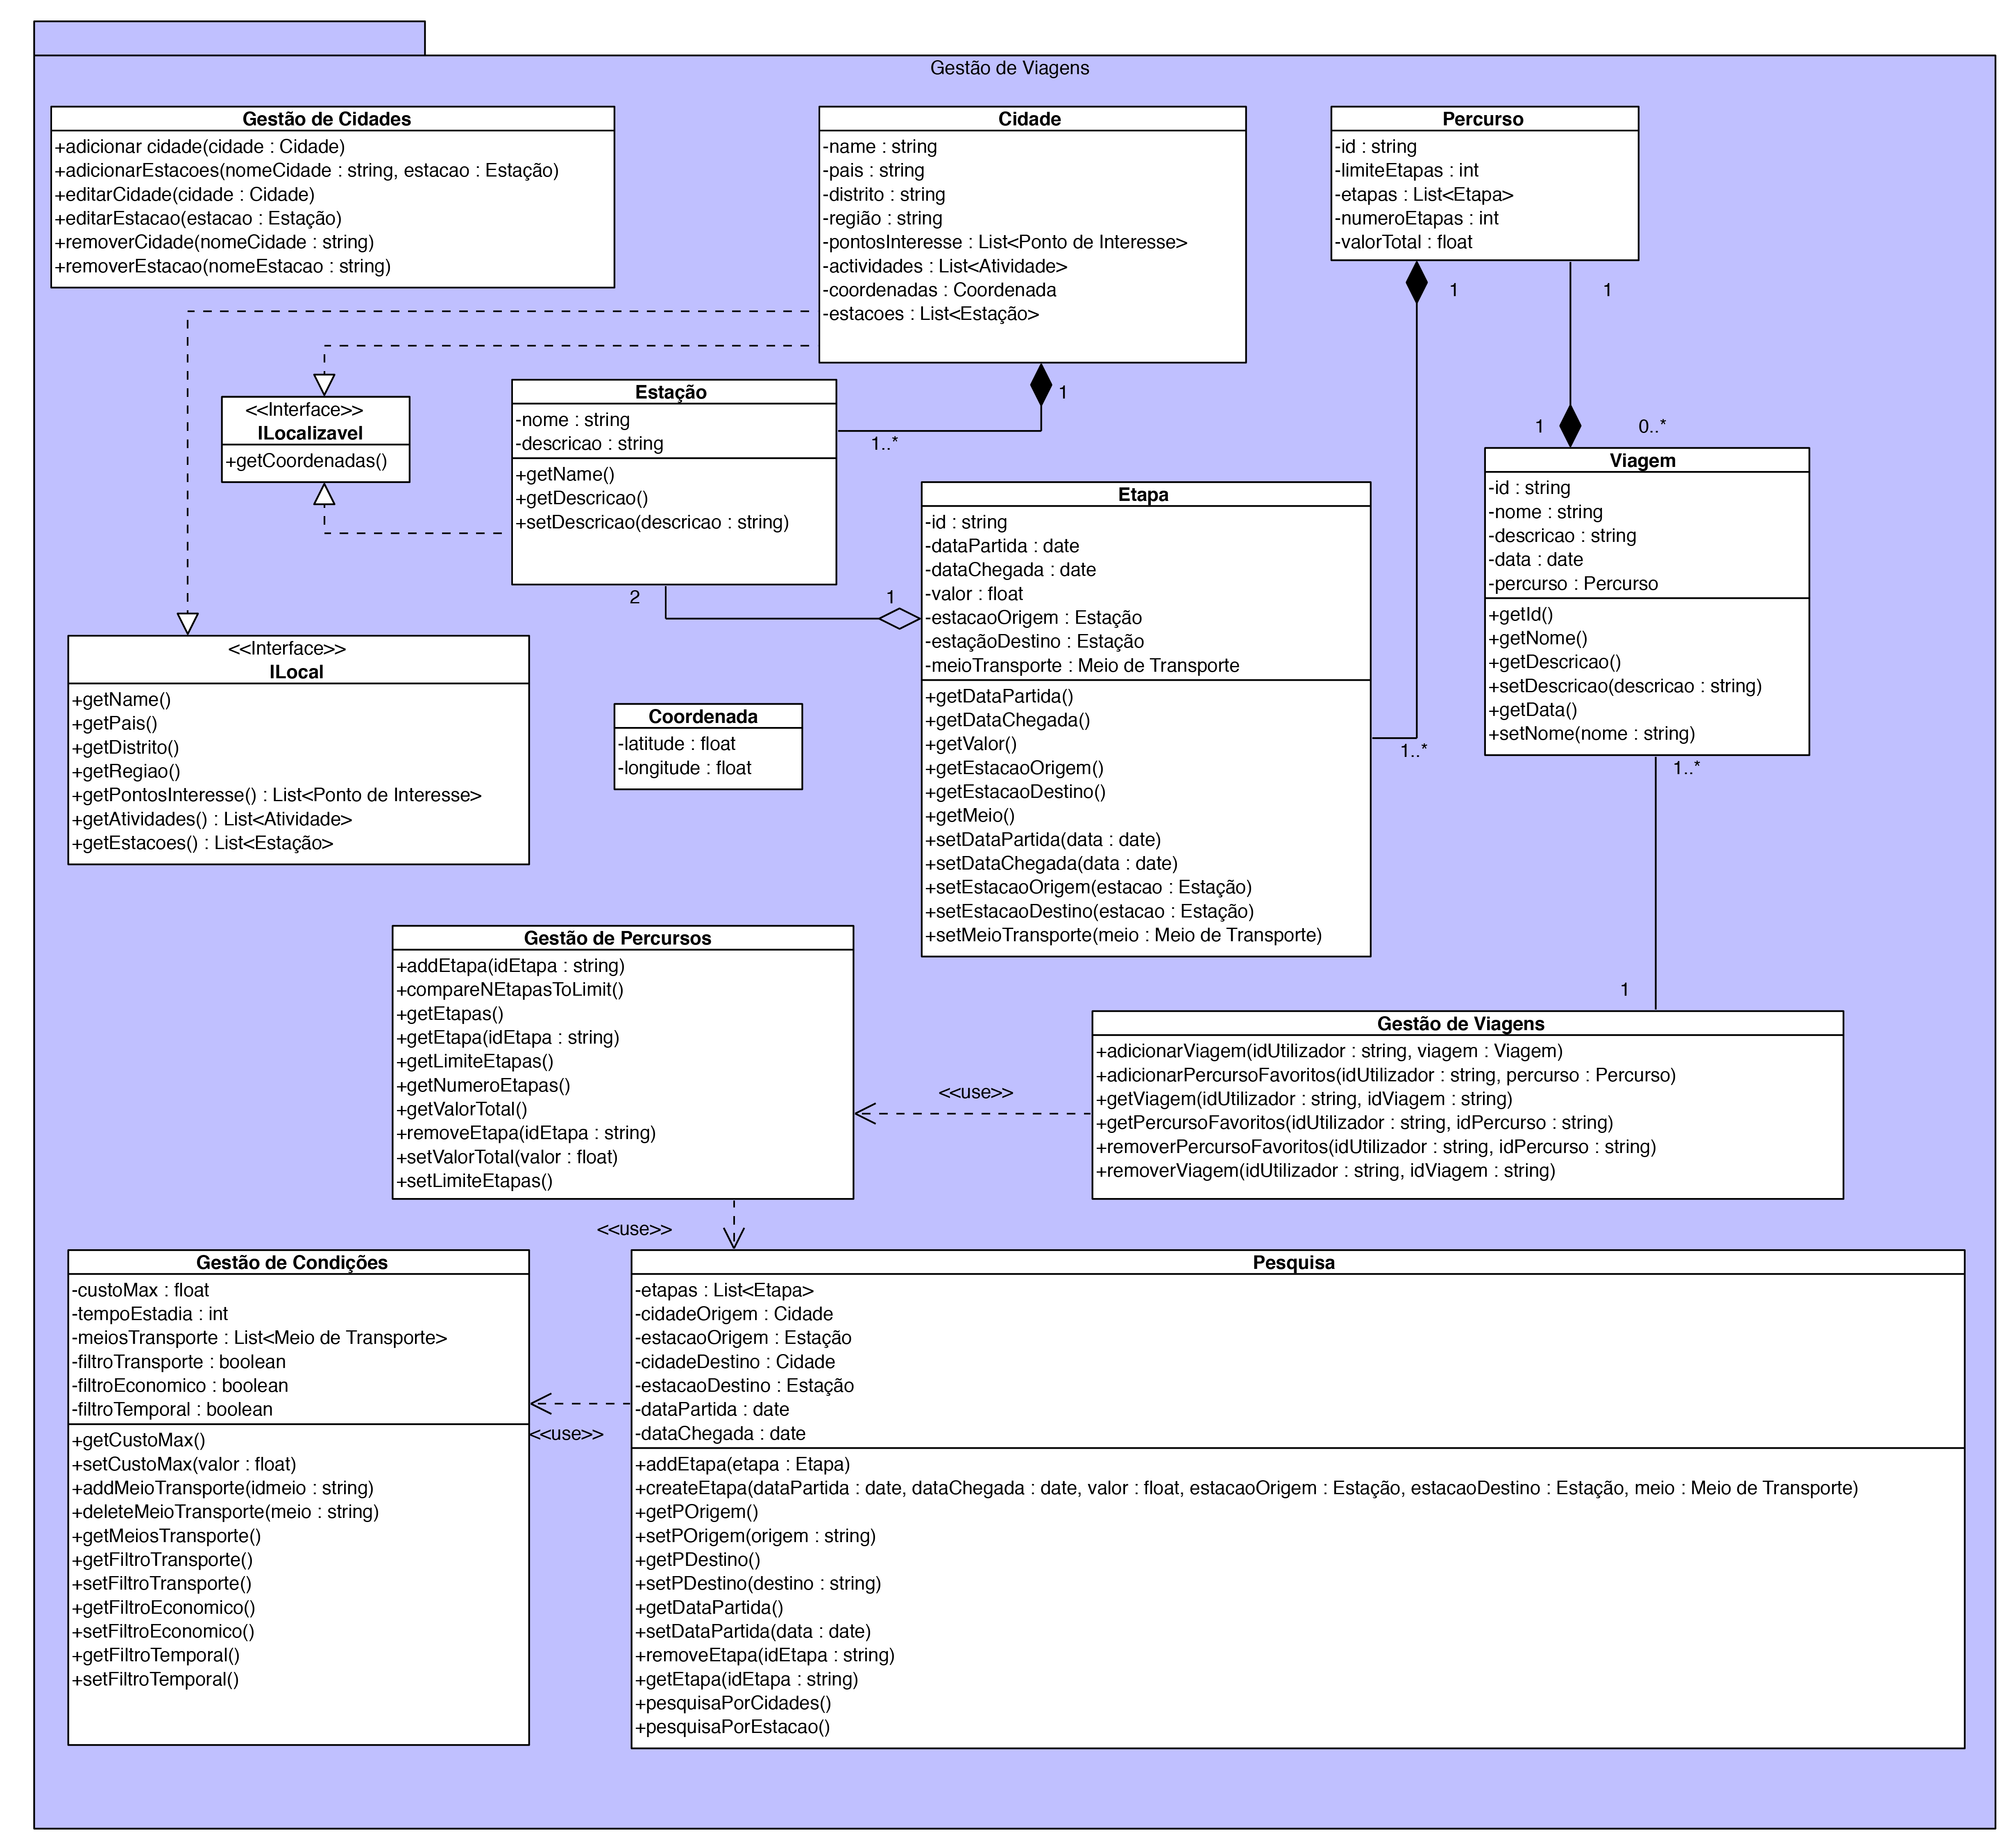 Gestão de Viagens
Gestão de Cidades
+adicionar cidade(cidade : Cidade)
+adicionarEstacoes(nomeCidade : string, estacao : Estação)
+editarCidade(cidade : Cidade)
+editarEstacao(estacao : Estação)
+removerCidade(nomeCidade : string)
+removerEstacao(nomeEstacao : string)
Cidade
-name : string
-pais : string
-distrito : string
-região : string
-pontosInteresse : List<Ponto de Interesse>
-actividades : List<Atividade>
-coordenadas : Coordenada
-estacoes : List<Estação>
1
1..*
Percurso
-id : string
-limiteEtapas : int
-etapas : List<Etapa>
-numeroEtapas : int
-valorTotal : float
1
1
1
0..*
<<Interface>>
ILocalizavel
+getCoordenadas()
Estação
-nome : string
-descricao : string
+getName()
+getDescricao()
+setDescricao(descricao : string)
2
1
Etapa
-id : string
-dataPartida : date
-dataChegada : date
-valor : float
-estacaoOrigem : Estação
-estaçãoDestino : Estação
-meioTransporte : Meio de Transporte
+getDataPartida()
+getDataChegada()
+getValor()
+getEstacaoOrigem()
+getEstacaoDestino()
+getMeio()
+setDataPartida(data : date)
+setDataChegada(data : date)
+setEstacaoOrigem(estacao : Estação)
+setEstacaoDestino(estacao : Estação)
+setMeioTransporte(meio : Meio de Transporte)
1..*
Viagem
-id : string
-nome : string
-descricao : string
-data : date
-percurso : Percurso
+getId()
+getNome()
+getDescricao()
+setDescricao(descricao : string)
+getData()
+setNome(nome : string)
1..*
1
<<Interface>>
ILocal
+getName()
+getPais()
+getDistrito()
+getRegiao()
+getPontosInteresse() : List<Ponto de Interesse>
+getAtividades() : List<Atividade>
+getEstacoes() : List<Estação>
Coordenada
-latitude : float
-longitude : float
Gestão de Percursos
+addEtapa(idEtapa : string)
+compareNEtapasToLimit()
+getEtapas()
+getEtapa(idEtapa : string)
+getLimiteEtapas()
+getNumeroEtapas()
+getValorTotal()
+removeEtapa(idEtapa : string)
+setValorTotal(valor : float)
+setLimiteEtapas()
<<use>>
Gestão de Viagens
+adicionarViagem(idUtilizador : string, viagem : Viagem)
+adicionarPercursoFavoritos(idUtilizador : string, percurso : Percurso)
+getViagem(idUtilizador : string, idViagem : string)
+getPercursoFavoritos(idUtilizador : string, idPercurso : string)
+removerPercursoFavoritos(idUtilizador : string, idPercurso : string)
+removerViagem(idUtilizador : string, idViagem : string)
<<use>>
Gestão de Condições
-custoMax : float
-tempoEstadia : int
-meiosTransporte : List<Meio de Transporte>
-filtroTransporte : boolean
-filtroEconomico : boolean
-filtroTemporal : boolean
+getCustoMax()
+setCustoMax(valor : float)
+addMeioTransporte(idmeio : string)
+deleteMeioTransporte(meio : string)
+getMeiosTransporte()
+getFiltroTransporte()
+setFiltroTransporte()
+getFiltroEconomico()
+setFiltroEconomico()
+getFiltroTemporal()
+setFiltroTemporal()
<<use>>
Pesquisa
-etapas : List<Etapa>
-cidadeOrigem : Cidade
-estacaoOrigem : Estação
-cidadeDestino : Cidade
-estacaoDestino : Estação
-dataPartida : date
-dataChegada : date
+addEtapa(etapa : Etapa)
+createEtapa(dataPartida : date, dataChegada : date, valor : float, estacaoOrigem : Estação, estacaoDestino : Estação, meio : Meio de Transporte)
+getPOrigem()
+setPOrigem(origem : string)
+getPDestino()
+setPDestino(destino : string)
+getDataPartida()
+setDataPartida(data : date)
+removeEtapa(idEtapa : string)
+getEtapa(idEtapa : string)
+pesquisaPorCidades()
+pesquisaPorEstacao()